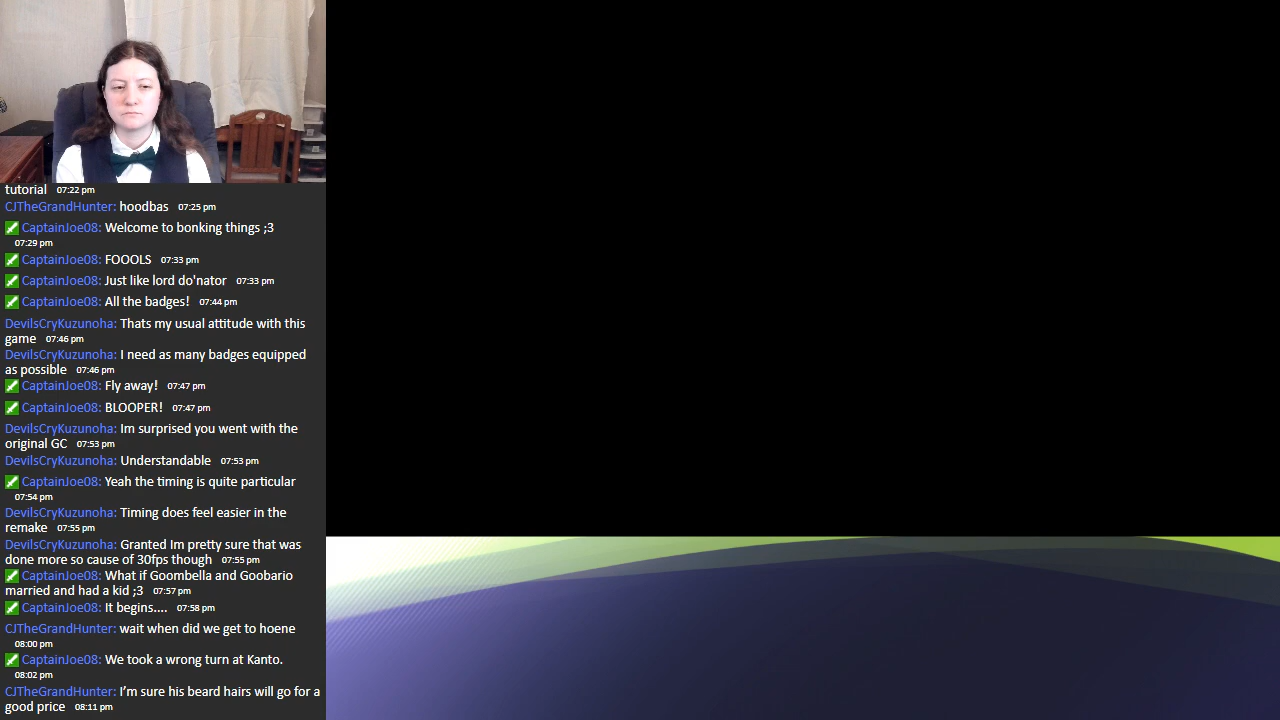 tutorial 07:22 pm
CJTheGrandHunter: hoodbas 07:25 pm
CaptainJoe08: Welcome to bonking things ;3
07:29 pm
CaptainJoe08: FOOOLS 07:33 pm
CaptainJoe08: Just like lord do'nator 07:33 pm
CaptainJoe08: All the badges! 07:44 pm
DevilsCryKuzunoha: Thats my usual attitude with this
game 07:46 pm
DevilsCryKuzunoha: I need as many badges equipped
as possible 07:46 pm
CaptainJoe08: Fly away! 07:47 pm
CaptainJoe08: BLOOPER! 07:47 pm
DevilsCryKuzunoha: Im surprised you went with the
original GC 07:53 pm
DevilsCryKuzunoha: Understandable 07:53 pm
CaptainJoe08: Yeah the timing is quite particular
07:54 pm
DevilsCryKuzunoha: Timing does feel easier in the
remake 07:55 pm
DevilsCryKuzunoha: Granted Im pretty sure that was
done more so cause of 30fps though 07:55 pm
CaptainJoe08: What if Goombella and Goobario
married and had a kid ;3 07:57 pm
CaptainJoe08: It begins.... 07:58 pm
CJTheGrandHunter: wait when did we get to hoene
08:00 pm
CaptainJoe08: We took a wrong turn at Kanto.
08:02 pm
CJTheGrandHunter: I’m sure his beard hairs will go for a
good price 08:11 pm